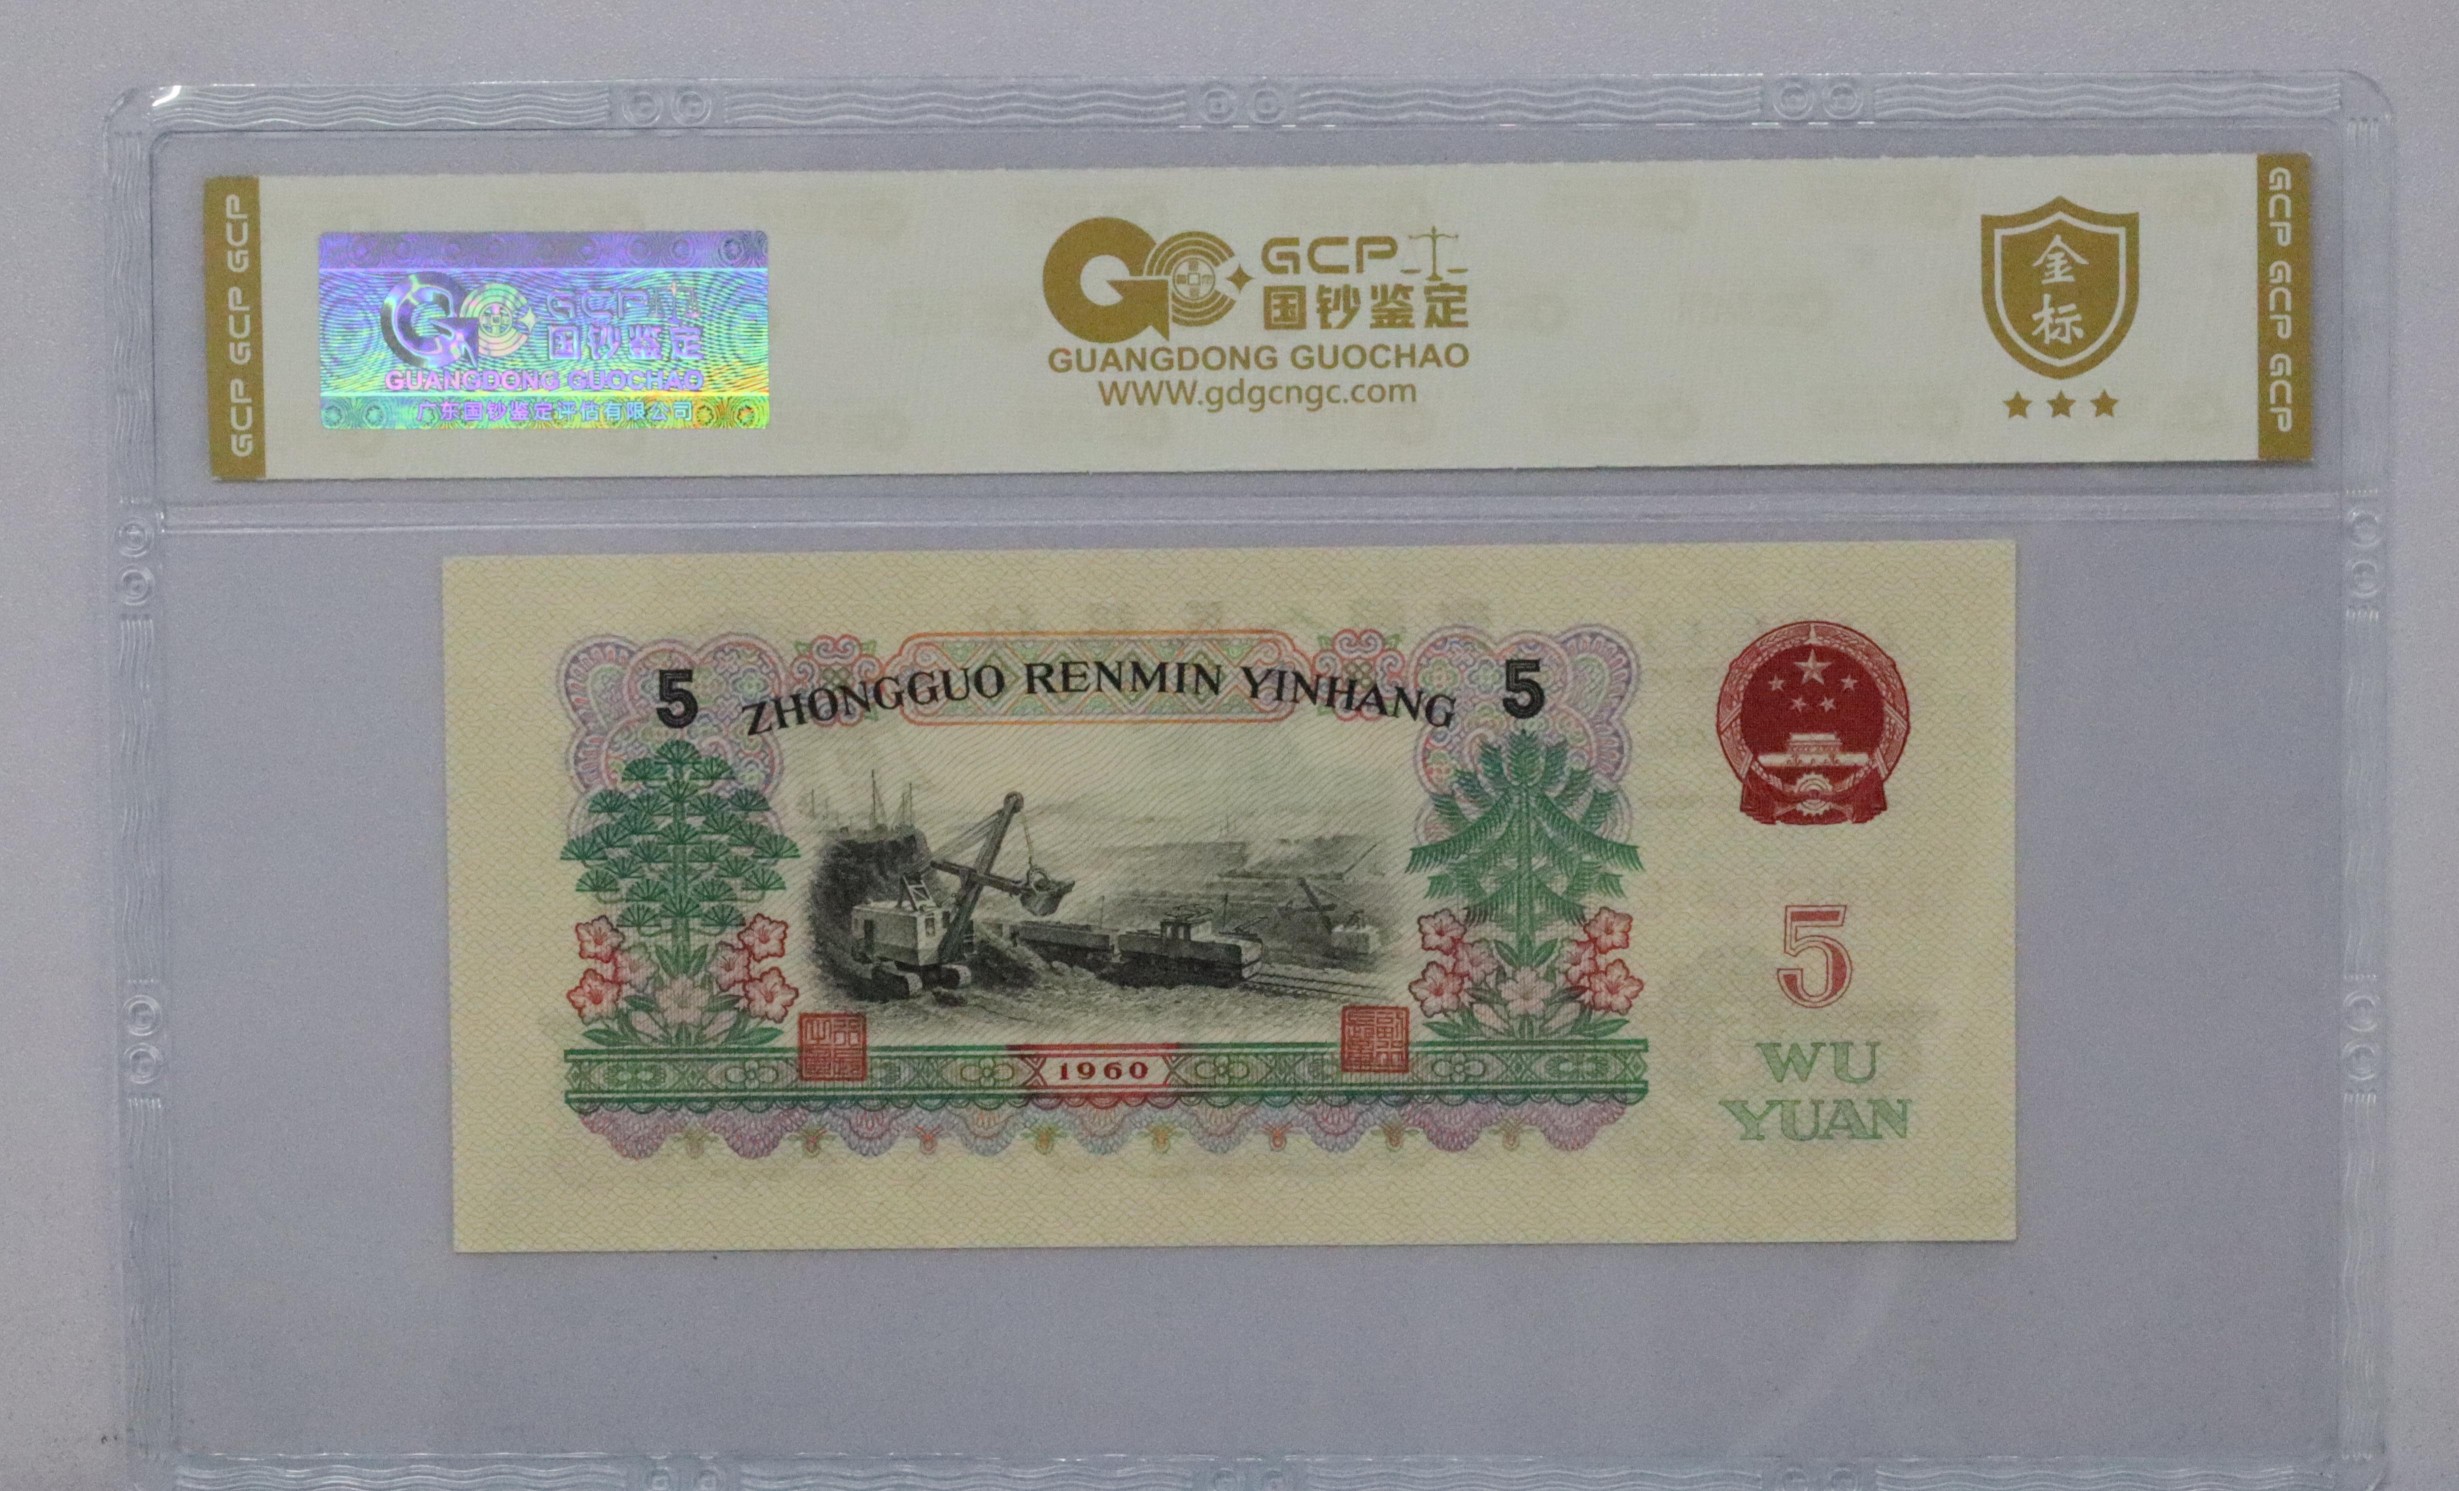 GCP GCP GCP
GCP
国钞鉴定
GUANGDONG GUOCHAO
广东国钞鉴定评估有限公司
GCP
国钞鉴定
GUANGDONG GUOCHAO
WWW.gdgcngc.com
金
标
GCP GCP GCP
5 ZHONGGUO RENMIN YINHANG 5
1960
5
WU
YUAN